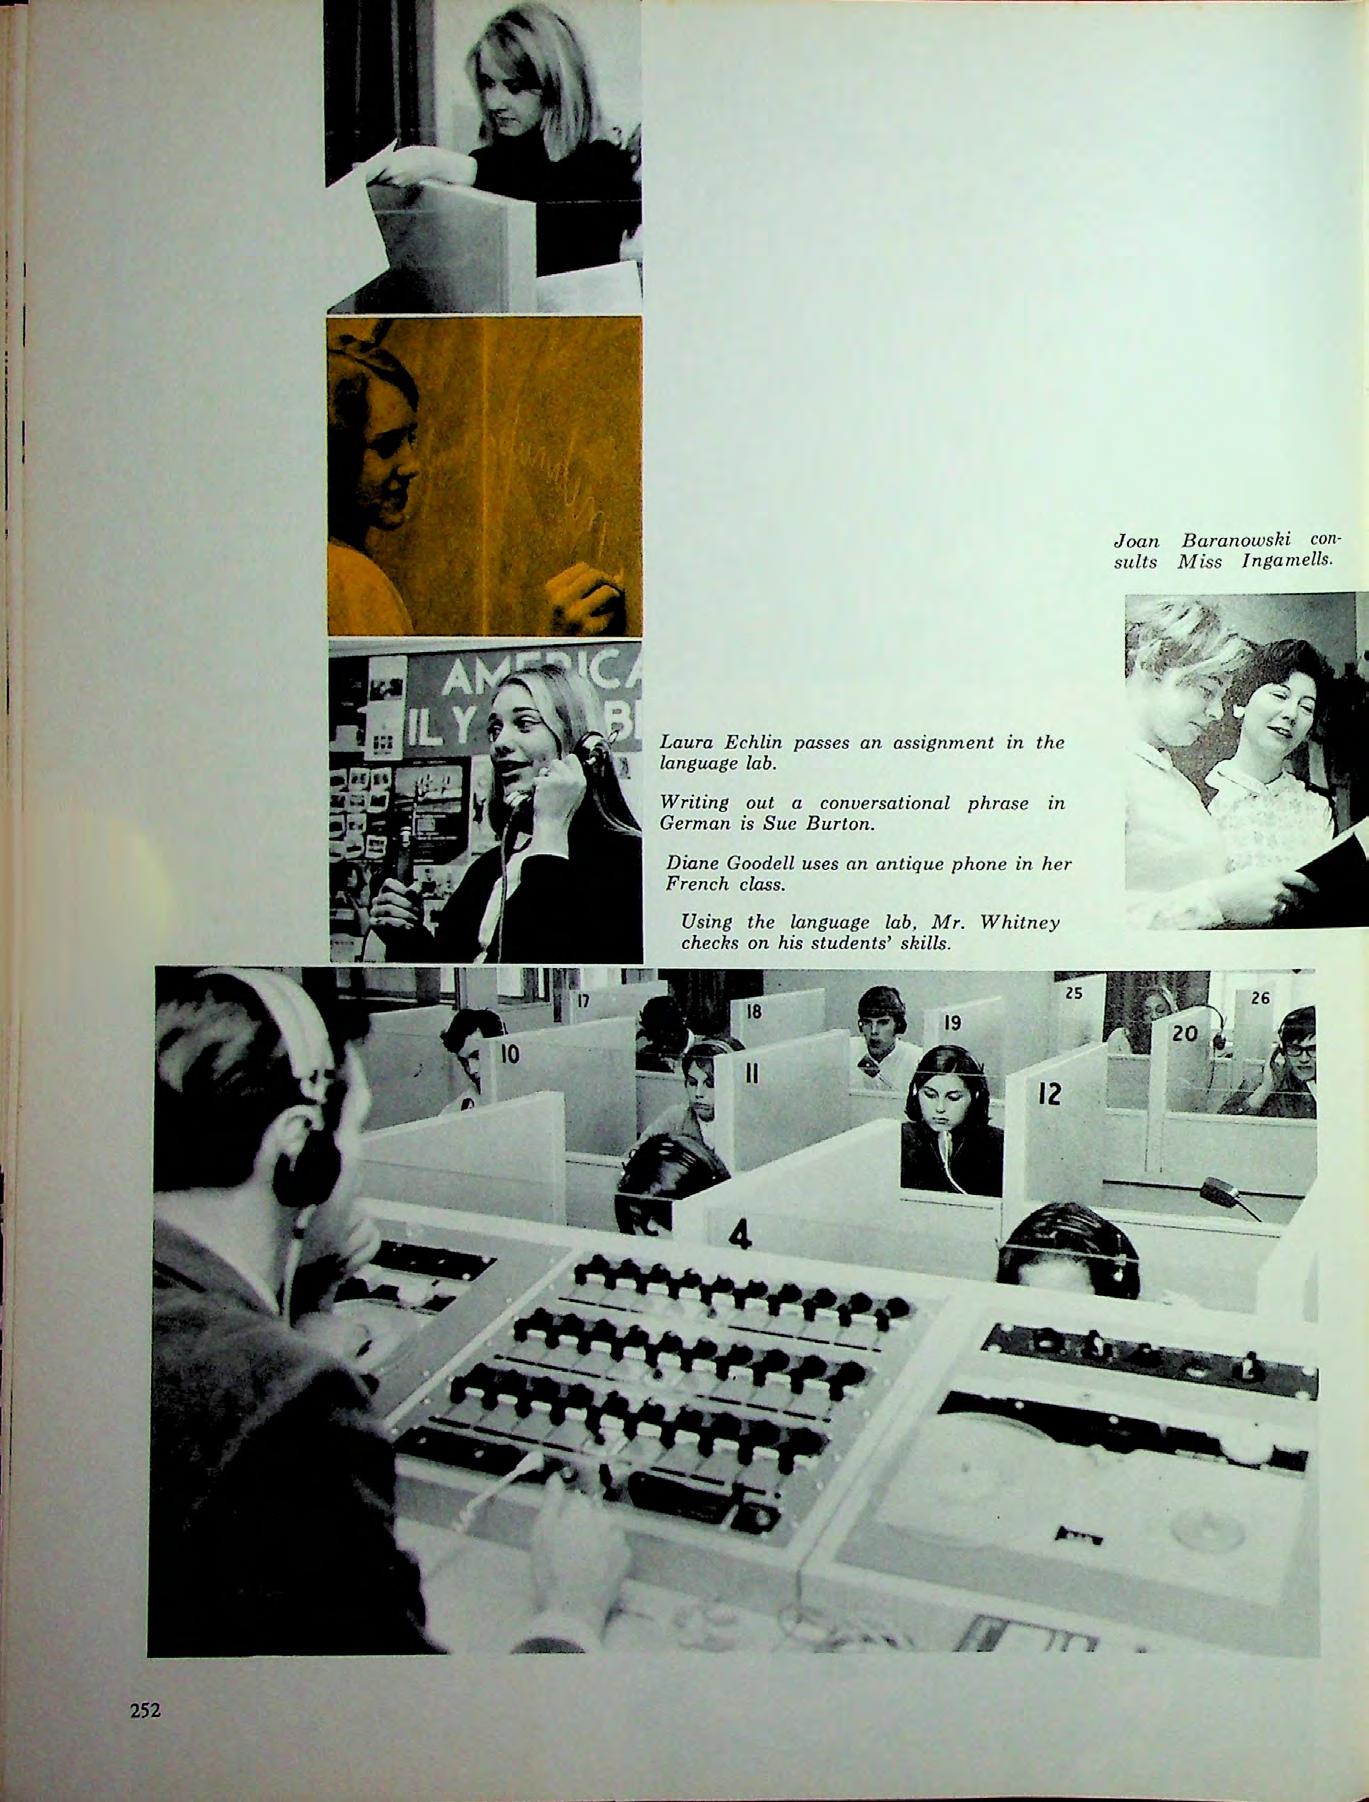 AMERICA
ILY
Joan Baranowski con-
sults Miss Ingamells.
Laura Echlin passes an assignment in the
language lab.
Writing out a conversational phrase in
German is Sue Burton.
Diane Goodell uses an antique phone in her
French class.
Using the language lab, Mr. Whitney
checks on his students' skills.
17
18
19
25
26
10
11
12
20
4
252